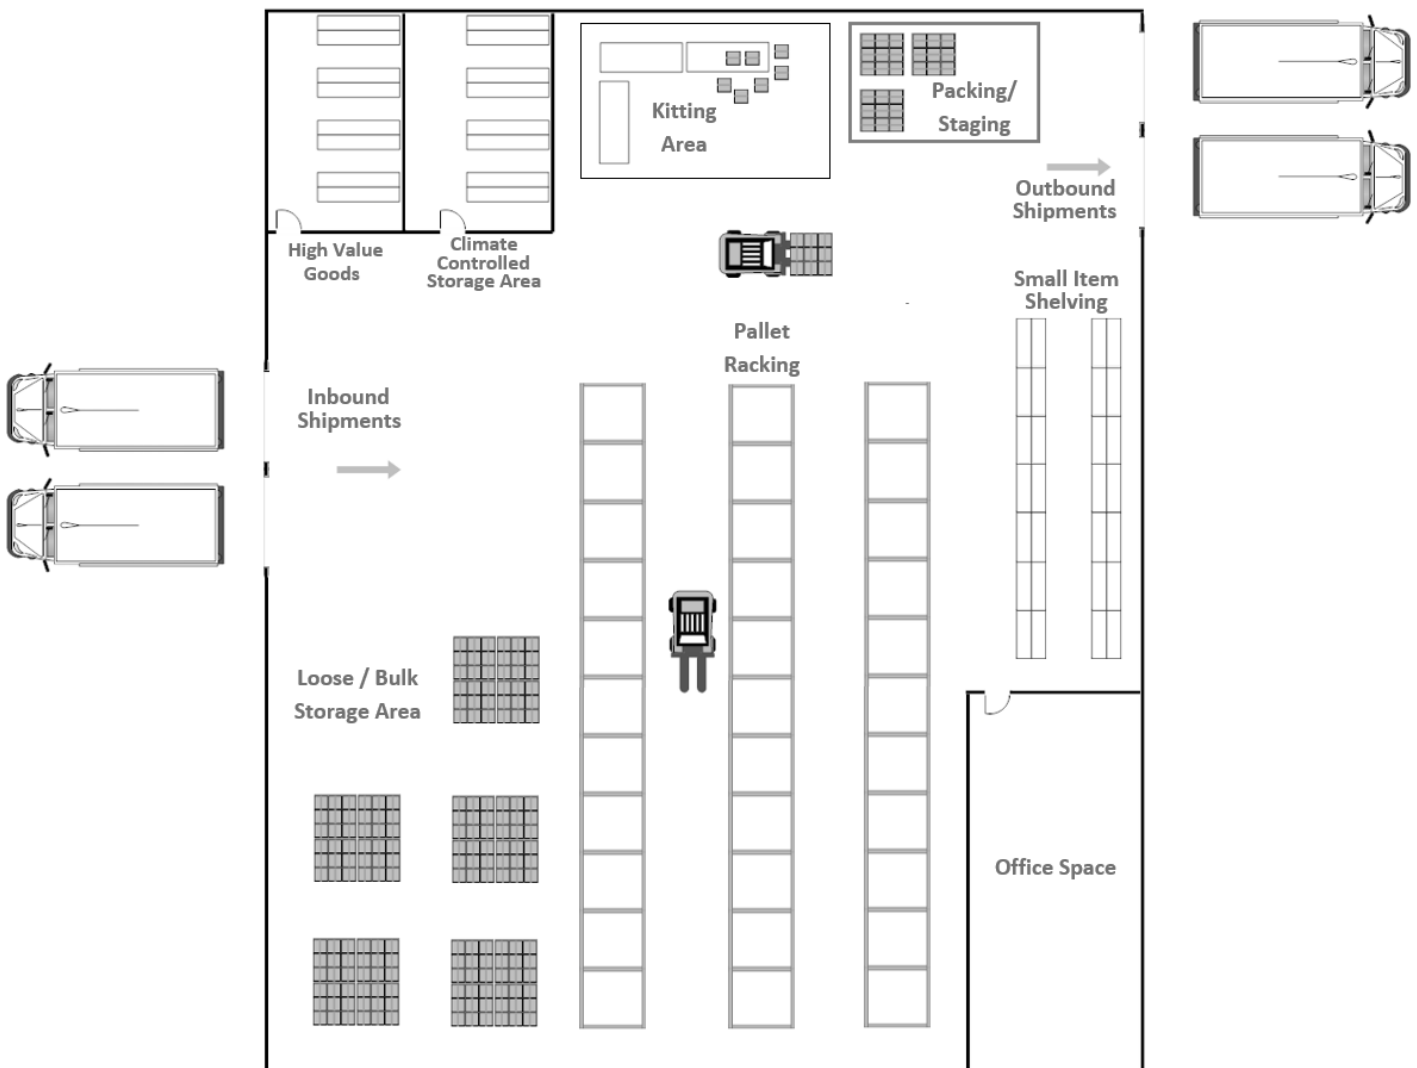 Kitting
Area
Packing/
Staging
Outbound
Shipments
High Value
Goods
Climate
Controlled
Storage Area
Small Item
Shelving
Pallet
Racking
Inbound
Shipments
Loose / Bulk
Storage Area
Office Space